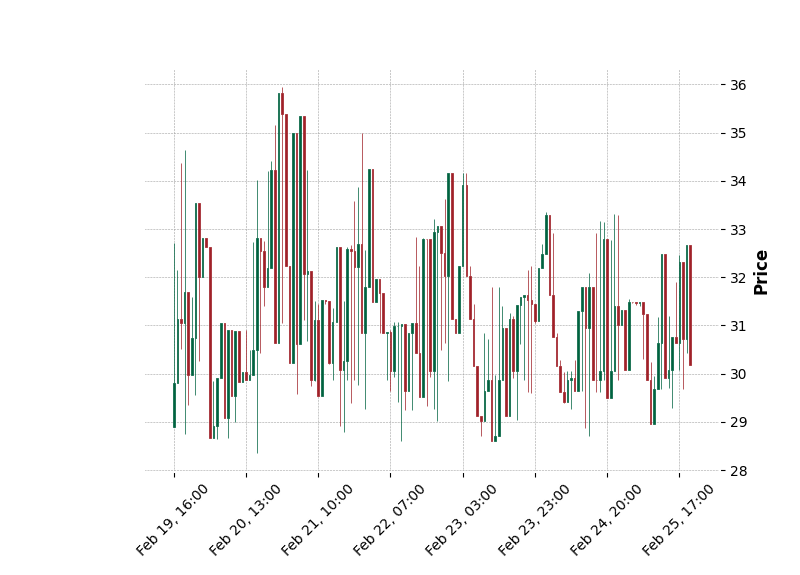 36
35
34
33
32
31
30
29
28
Price
Feb 19, 16:00
Feb 20, 13:00
Feb 21, 10:00
Feb 22, 07:00
Feb 23, 03:00
Feb 23, 23:00
Feb 24, 20:00
Feb 25, 17:00